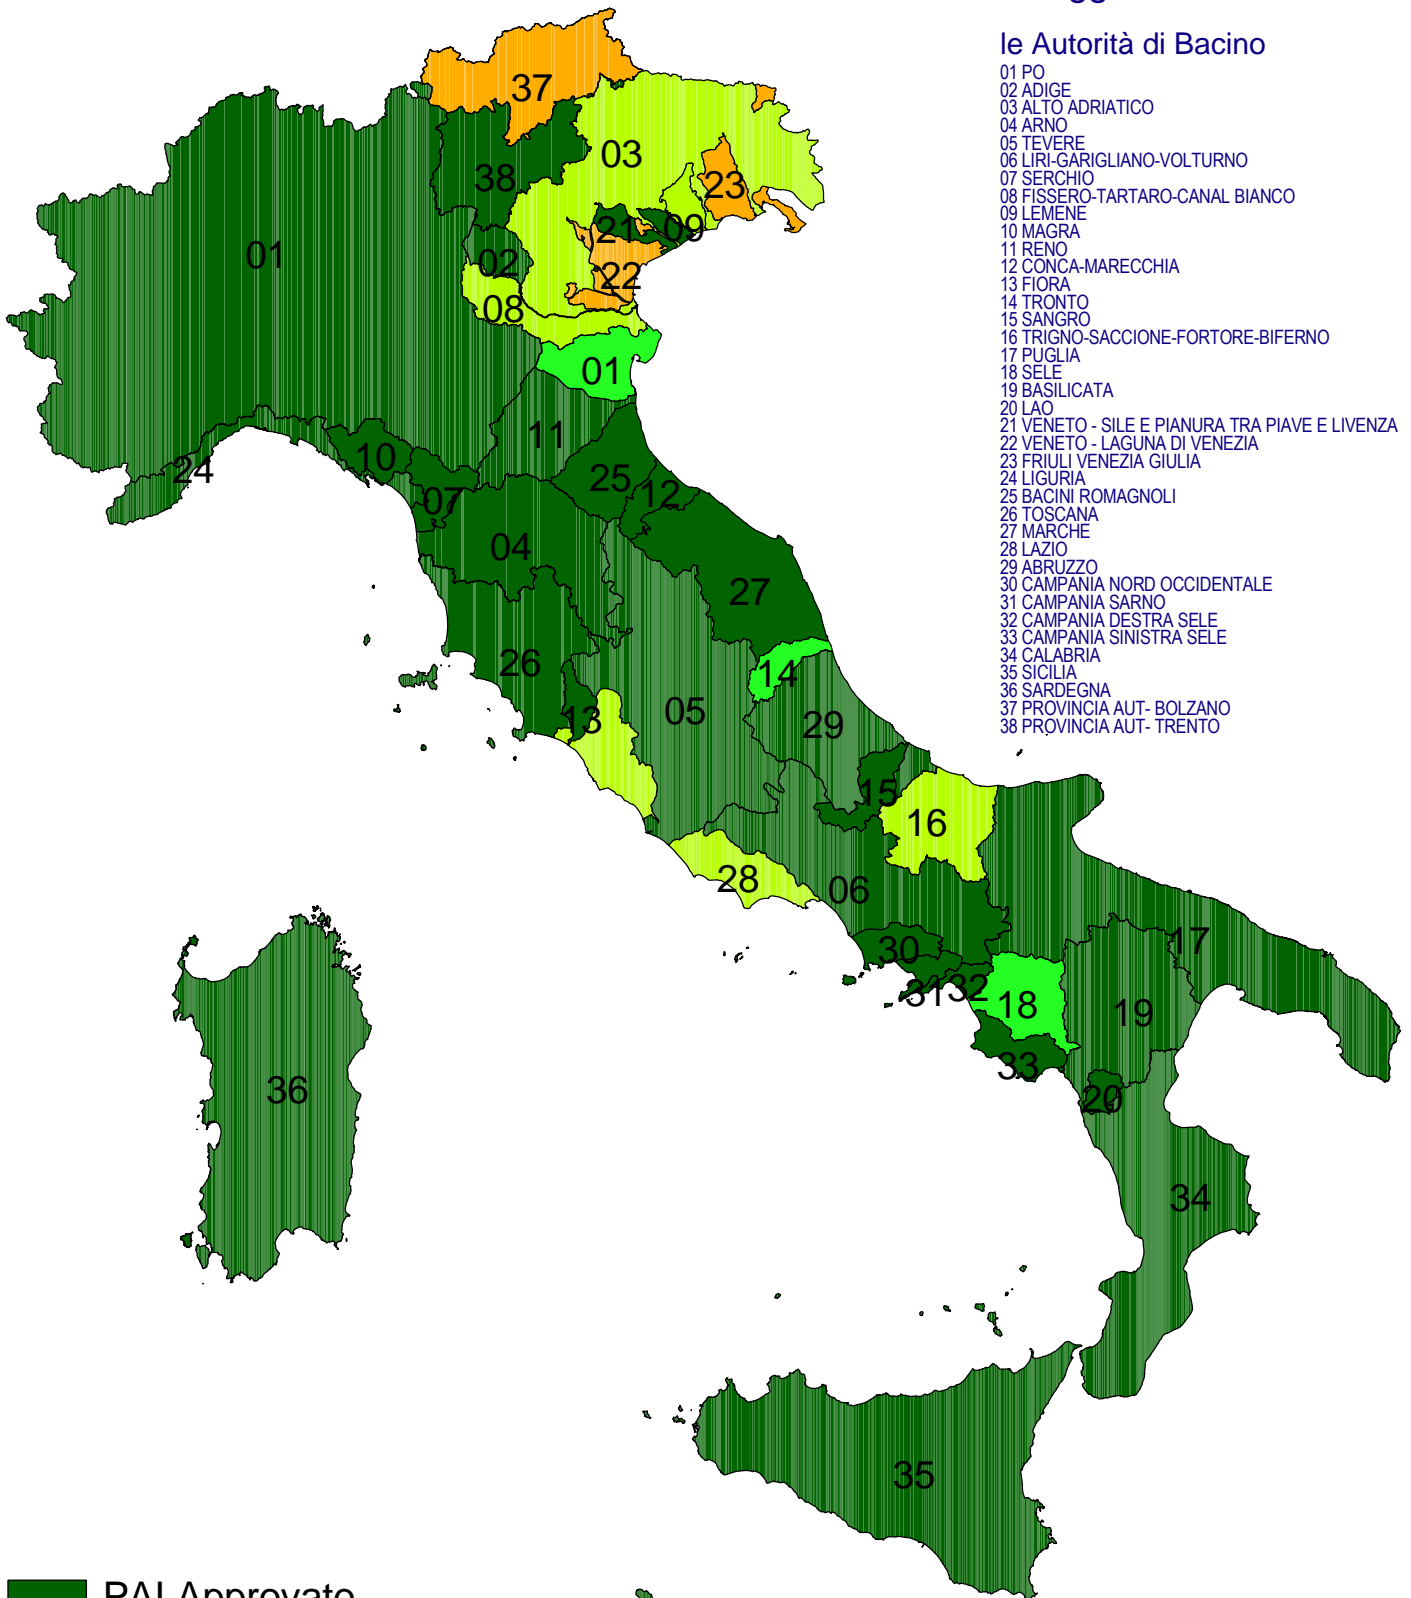 le Autorità di Bacino
01 PO
02 ADIGE
03 ALTO ADRIATICO
04 ARNO
05 TEVERE
06 LIRI-GARIGLIANO-VOLTURNO
07 SERCHIO
08 FISSERO-TARTARO-CANAL BIANCO
09 LEMENE
10 MAGRA
11 RENO
12 CONCA-MARECCHIA
13 FIORA
14 TRONTO
15 SANGRO
16 TRIGNO-SACCIONE-FORTORE-BIFERNO
17 PUGLIA
18 SELE
19 BASILICATA
20 LAO
21 VENETO - SILE E PIANURA TRA PIAVE E LIVENZA
22 VENETO - LAGUNA DI VENEZIA
23 FRIULI VENEZIA GIULIA
24 LIGURIA
25 BACINI ROMAGNOLI
26 TOSCANA
27 MARCHE
28 LAZIO
29 ABRUZZO
30 CAMPANIA NORD OCCIDENTALE
31 CAMPANIA SARNO
32 CAMPANIA DESTRA SELE
33 CAMPANIA SINISTRA SELE
34 CALABRIA
35 SICILIA
36 SARDEGNA
37 PROVINCIA AUT- BOLZANO
38 PROVINCIA AUT- TRENTO
37
03
38
23
21
09
01
02
22
08
01
11
10
24
25
12
07
04
27
26
14
05
13
29
15
16
28
06
17
30
31
32
18
19
33
36
20
34
35
PAI Approvato